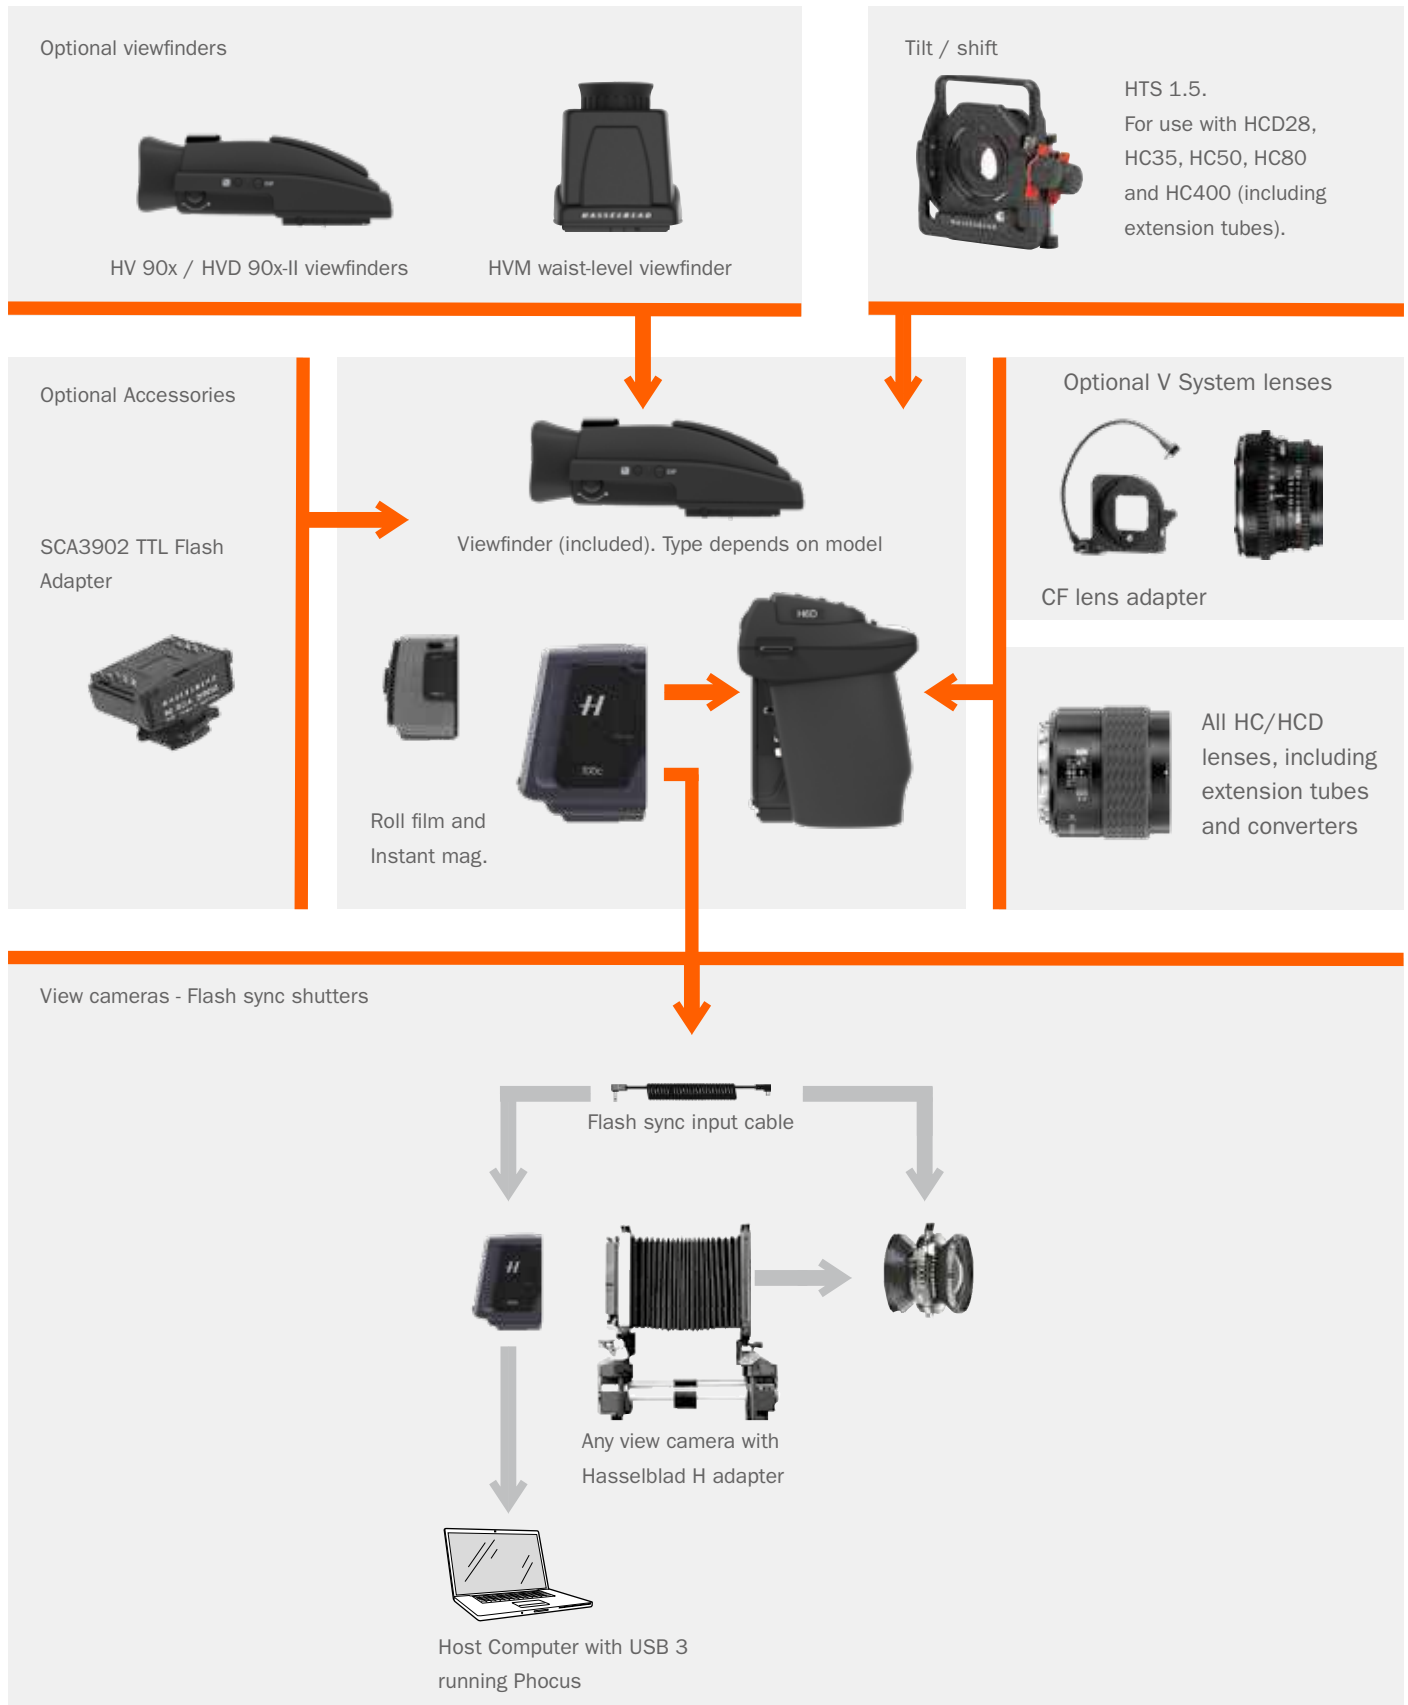 Optional viewfinders
HASSELBLAD
HV 90x / HVD 90x-II viewfinders
HVM waist-level viewfinder
Tilt / shift
HTS 1.5.
For use with HCD28,
HC35, HC50, HC80
and HC400 (including
extension tubes).
Optional Accessories
SCA3902 TTL Flash
Adapter
HASSELBLAD
Viewfinder (included). Type depends on model
H6D
H
100c
Roll film and
Instant mag.
Optional V System lenses
CF lens adapter
All HC/HCD
lenses, including
extension tubes
and converters
View cameras - Flash sync shutters
Flash sync input cable
H
Any view camera with
Hasselblad H adapter
Host Computer with USB 3
running Phocus